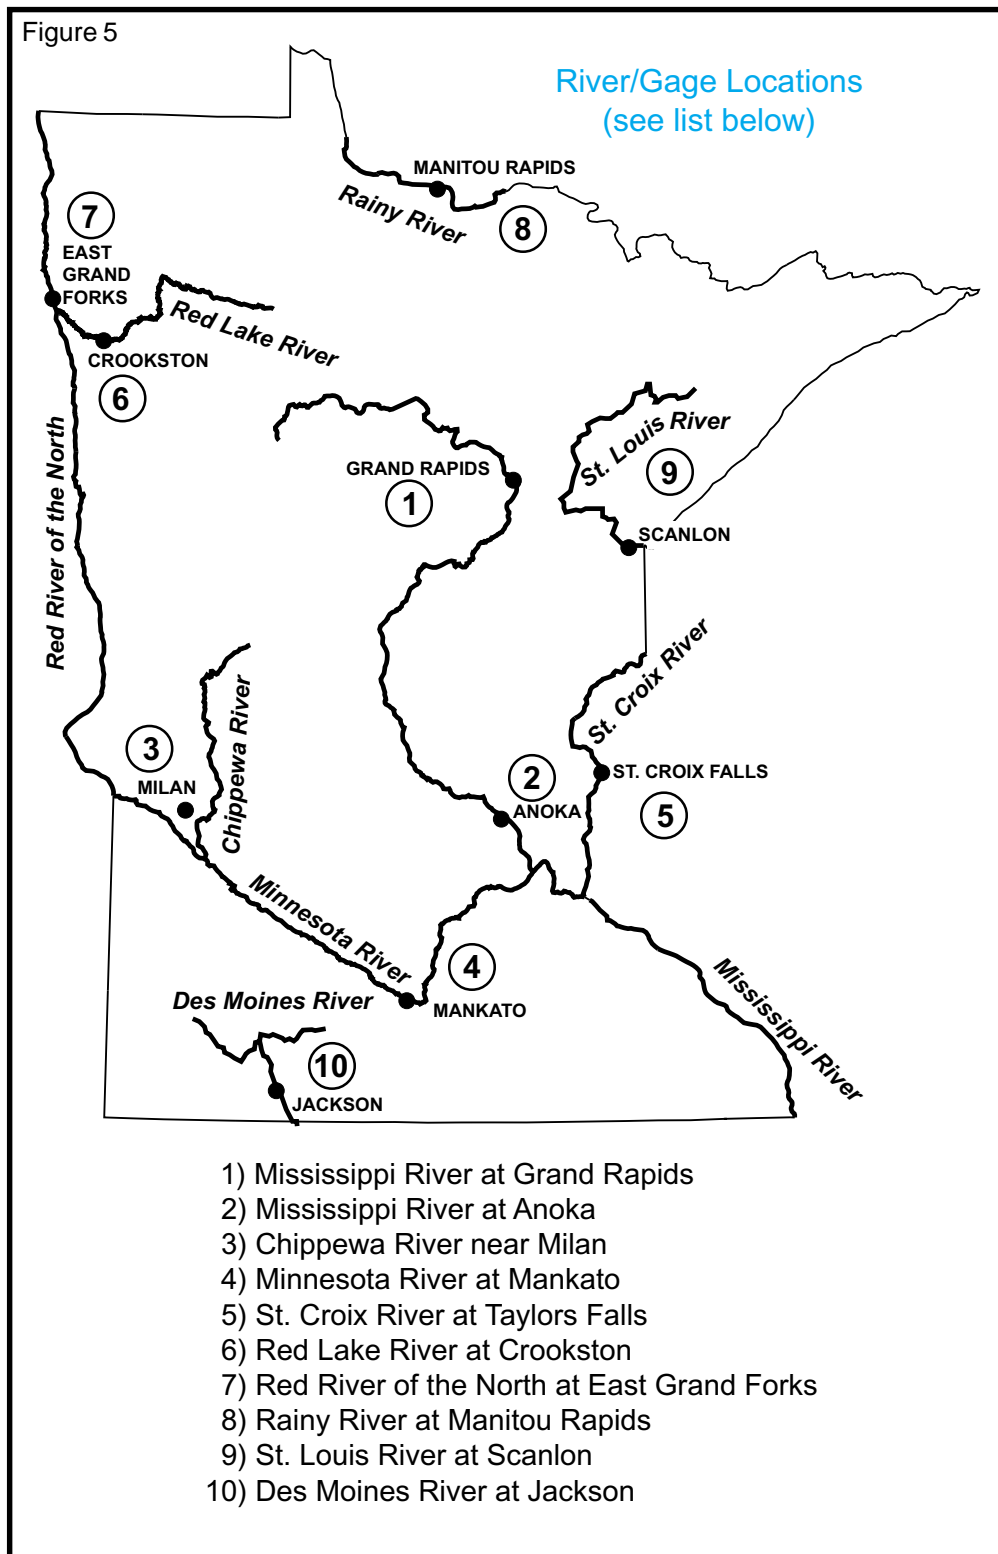 Figure 5
River/Gage Locations
(see list below)
MANITOU RAPIDS
Rainy River
8
7
EAST
GRAND
FORKS
Red Lake River
CROOKSTON
6
Red River of the North
GRAND RAPIDS
1
St. Louis River
9
SCANLON
St. Croix River
3
MILAN
Chippewa River
2
ANOKA
ST. CROIX FALLS
5
Minnesota River
4
MANKATO
Mississippi River
Des Moines River
10
JACKSON
1) Mississippi River at Grand Rapids
2) Mississippi River at Anoka
3) Chippewa River near Milan
4) Minnesota River at Mankato
5) St. Croix River at Taylors Falls
6) Red Lake River at Crookston
7) Red River of the North at East Grand Forks
8) Rainy River at Manitou Rapids
9) St. Louis River at Scanlon
10) Des Moines River at Jackson